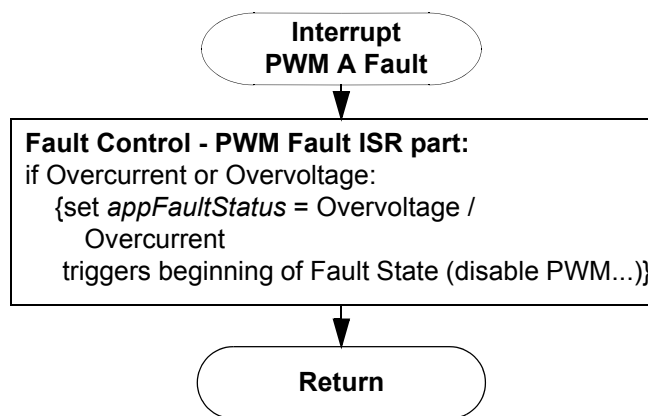 Interrupt
PWM A Fault
Fault Control - PWM Fault ISR part:
if Overcurrent or Overvoltage:
{set appFaultStatus = Overvoltage /
Overcurrent
triggers beginning of Fault State (disable PWM...)}
Return